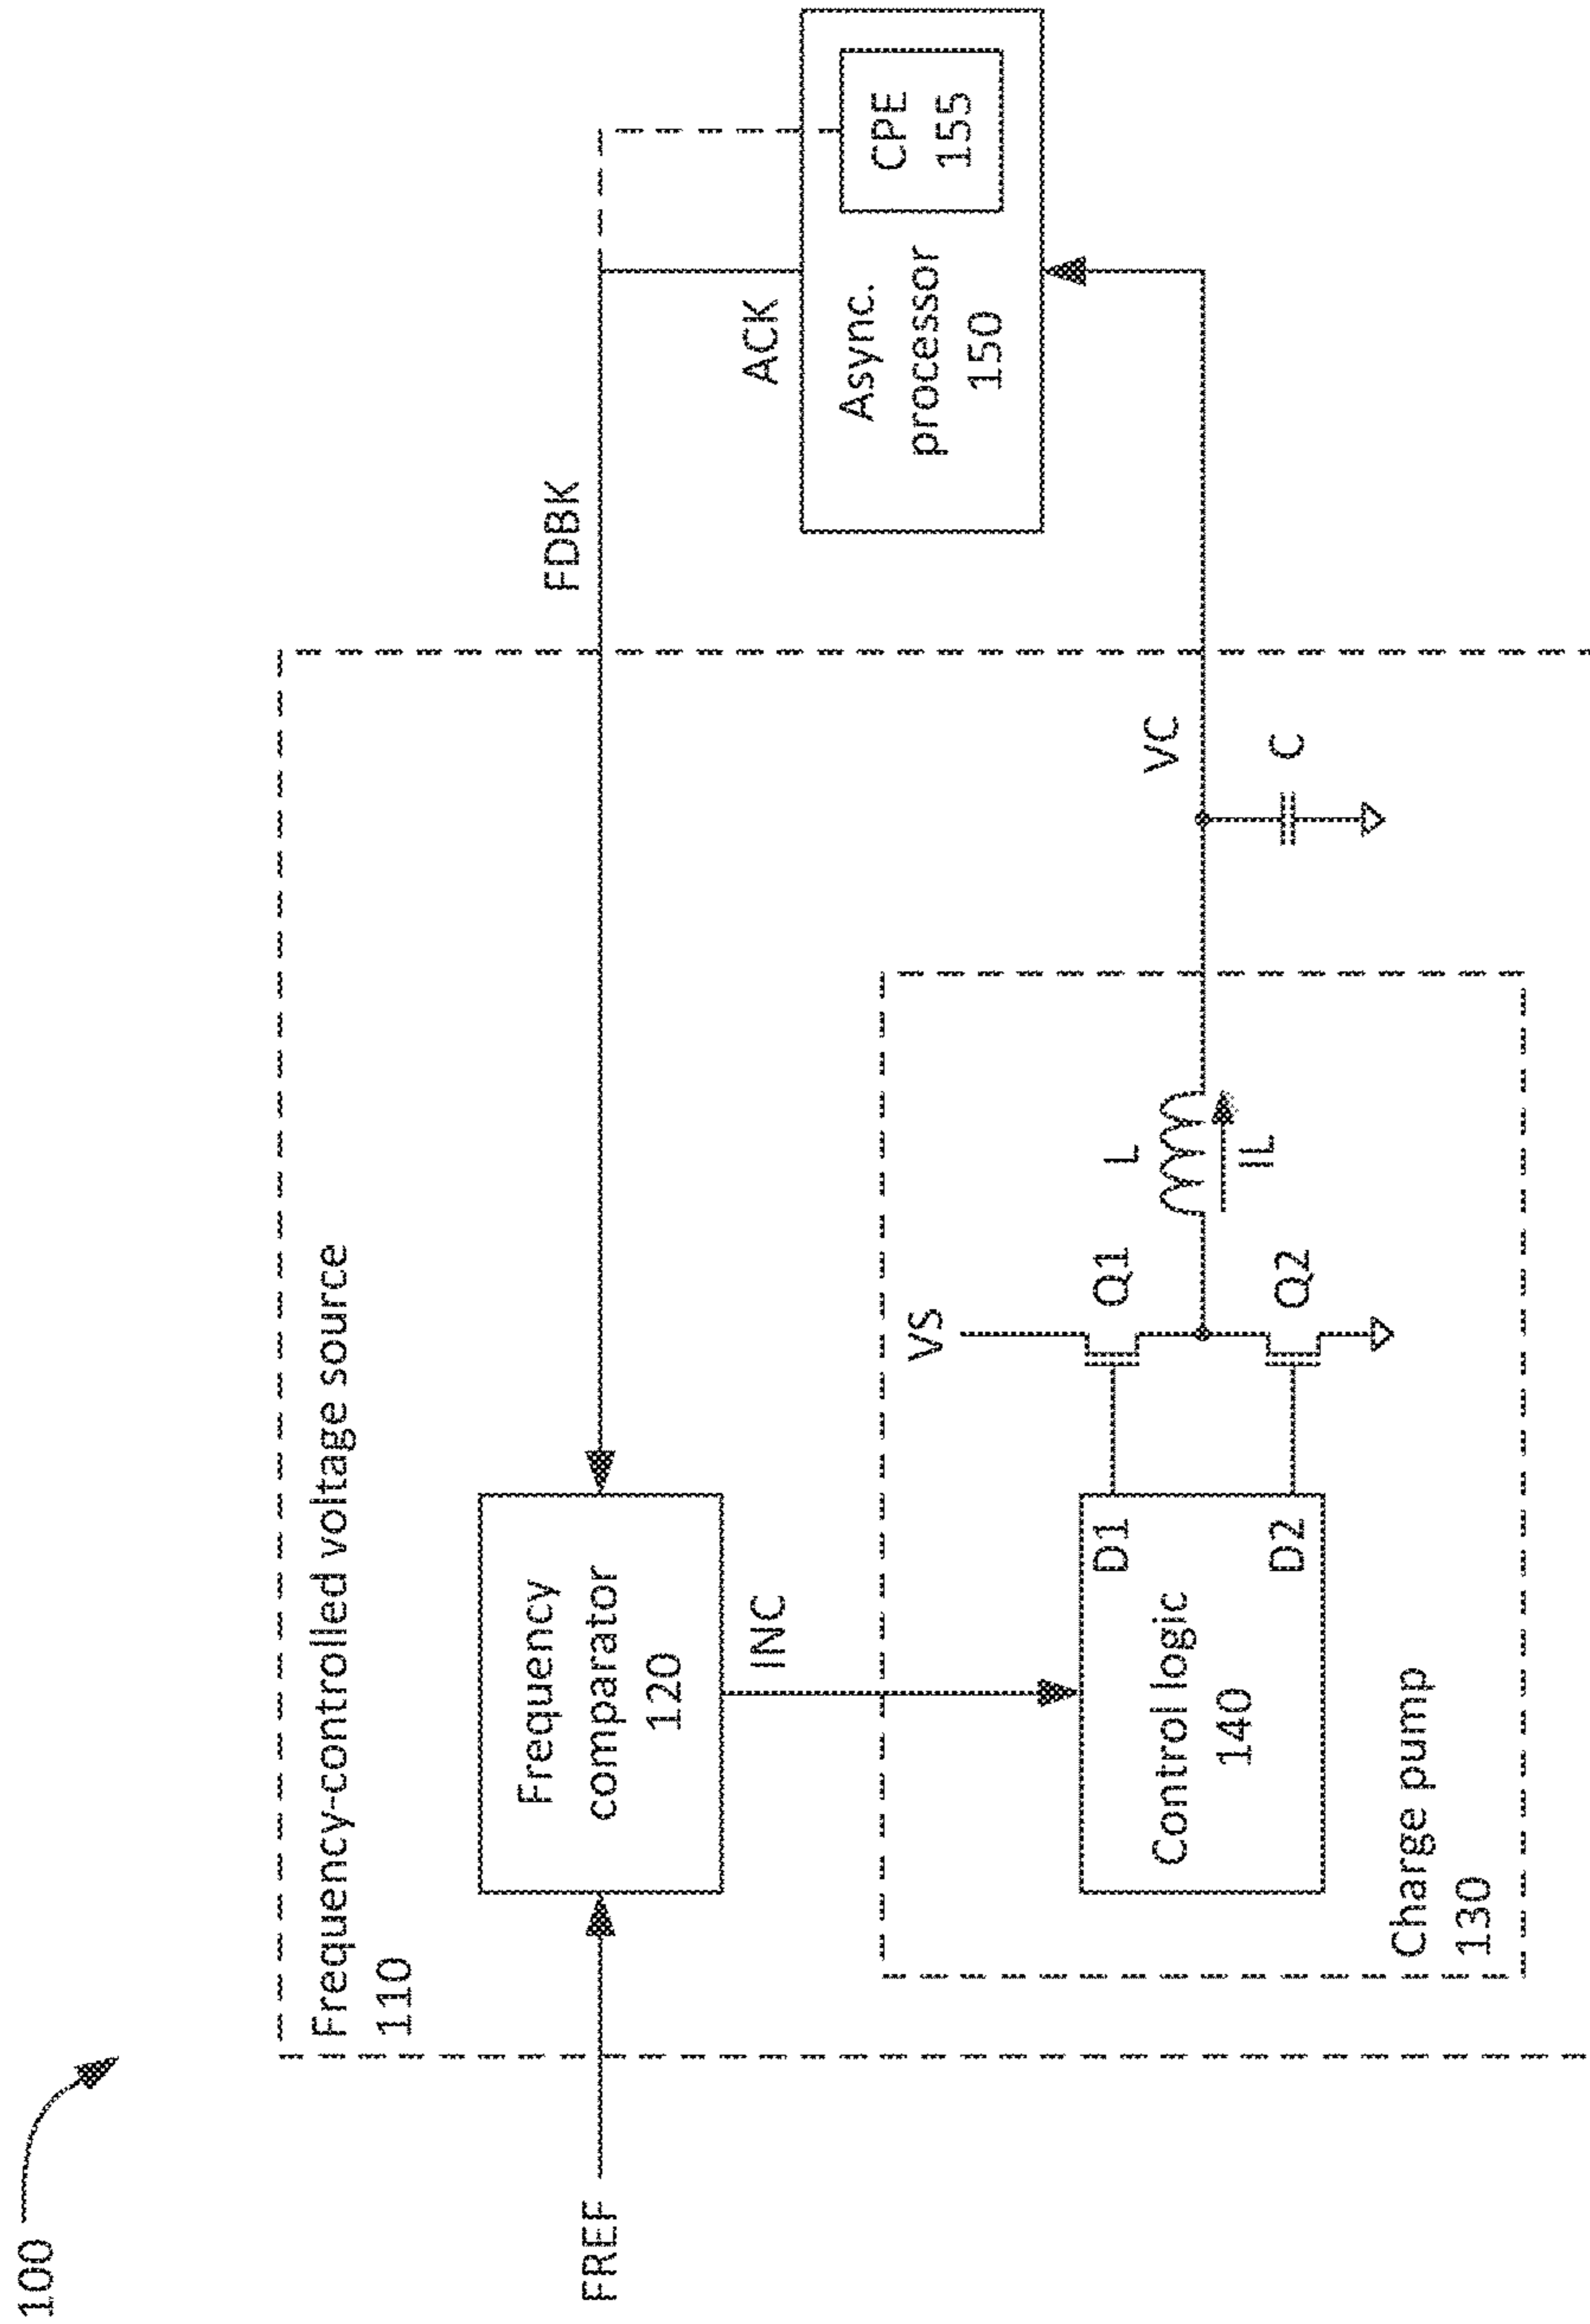 100
Frequency-controlled voltage source
110
FREF
Frequency
comparator
120
FDBK
INC
ACK
Async.
processor
150
CPE
155
VS
Q1
Q2
L
IL
VC
C
Control logic
140
D1
D2
Charge pump
130